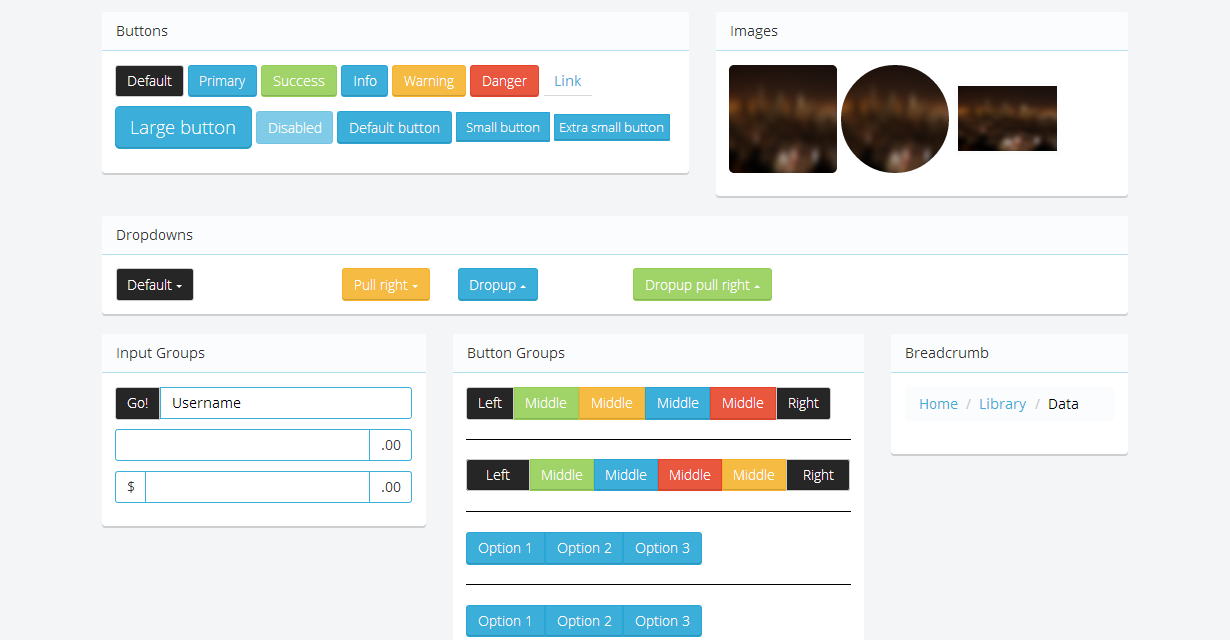 Buttons
Default Primary Success Info Warning Danger Link
Large button Disabled Default button Small button Extra small button
Images
Dropdowns
Default Pull right Dropup Dropup pull right
Input Groups
Go! Username
.00
$ .00
Button Groups
Left Middle Middle Middle Middle Right
Left Middle Middle Middle Middle Right
Option 1 Option 2 Option 3
Option 1 Option 2 Option 3
Breadcrumb
Home / Library / Data